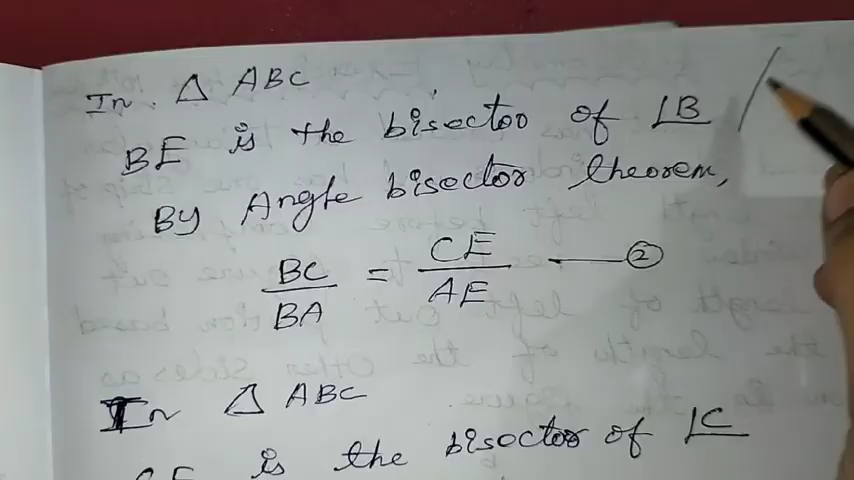 In. △ ABC
BE is the bisector of ∠B
By Angle bisector theorem,
BC/BA = CE/AE —— ②
In △ ABC
is the bisector of ∠C